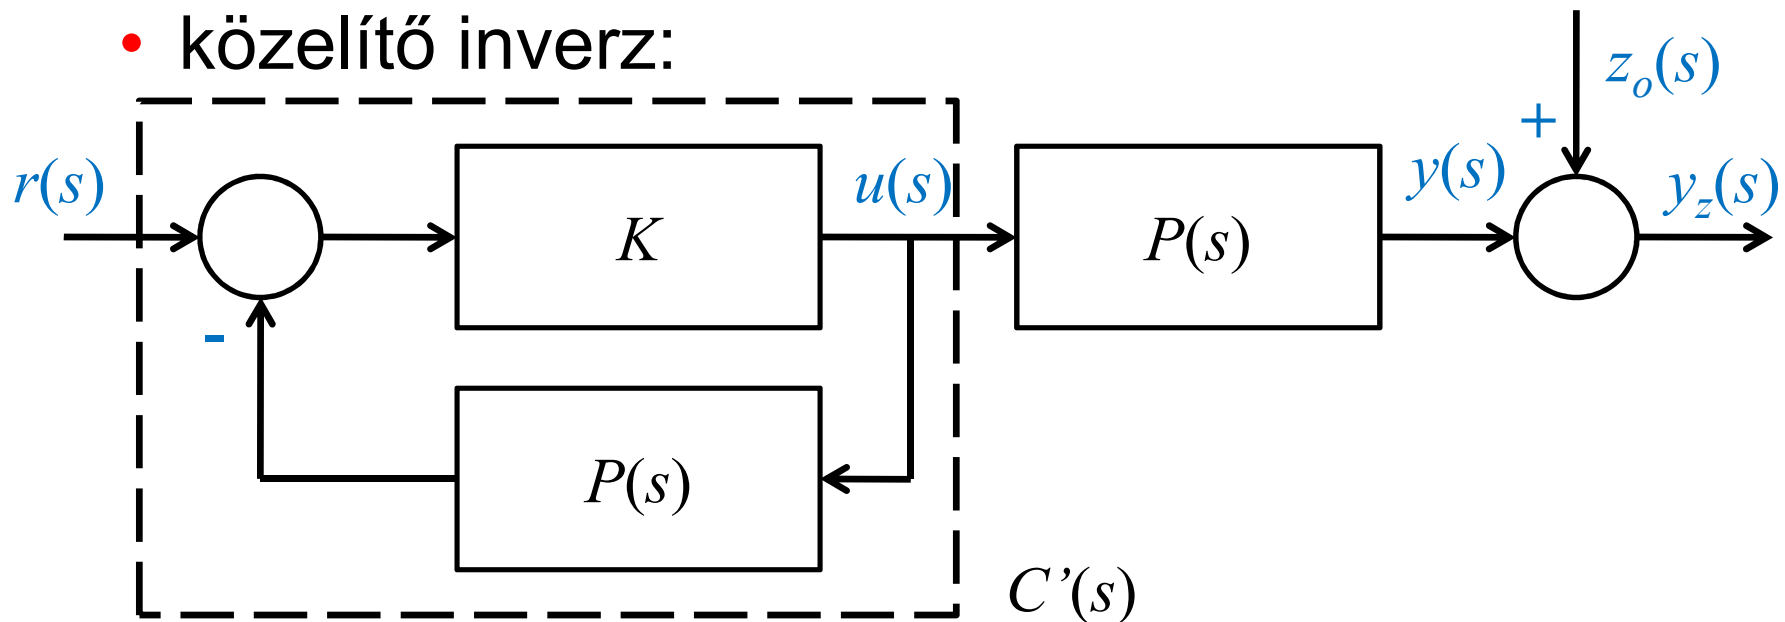 • közelítő inverz:
z_o(s)
+
r(s)
K
u(s)
P(s)
y(s)
y_z(s)
-
P(s)
C’(s)